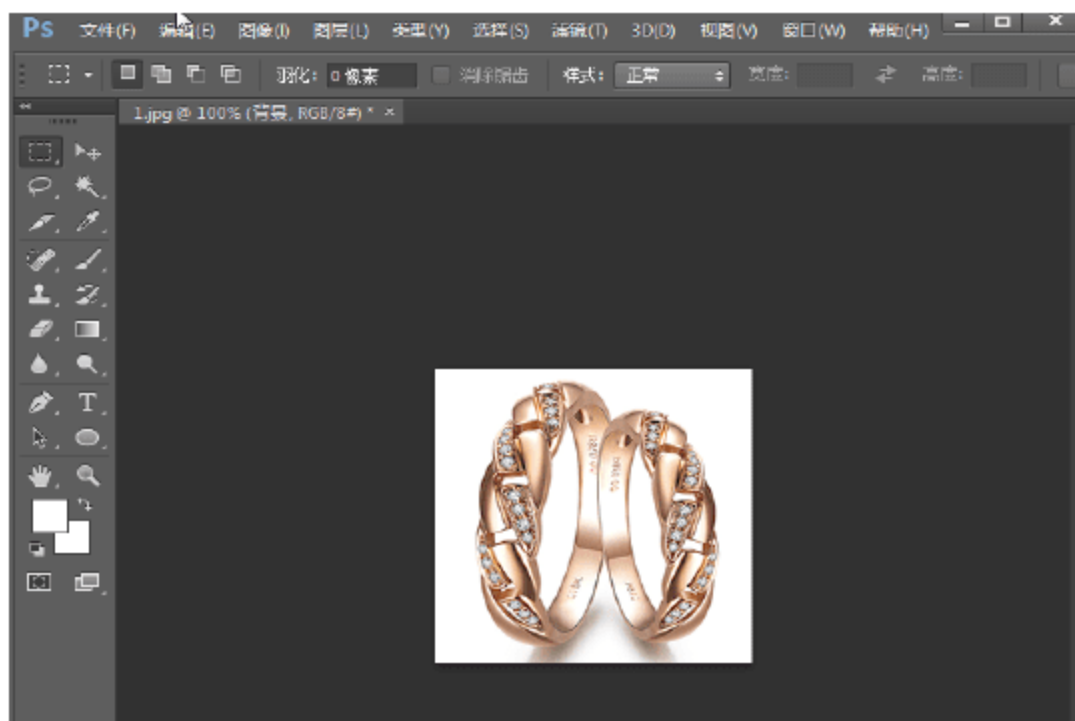 Ps 文件(F) 编辑(E) 图像(I) 图层(L) 类型(Y) 选择(S) 滤镜(T) 3D(D) 视图(V) 窗口(W) 帮助(H)
羽化: 0 像素 消除锯齿 样式: 正常 宽度: 高度:
1.jpg @ 100% (背景, RGB/8#) * ×
T